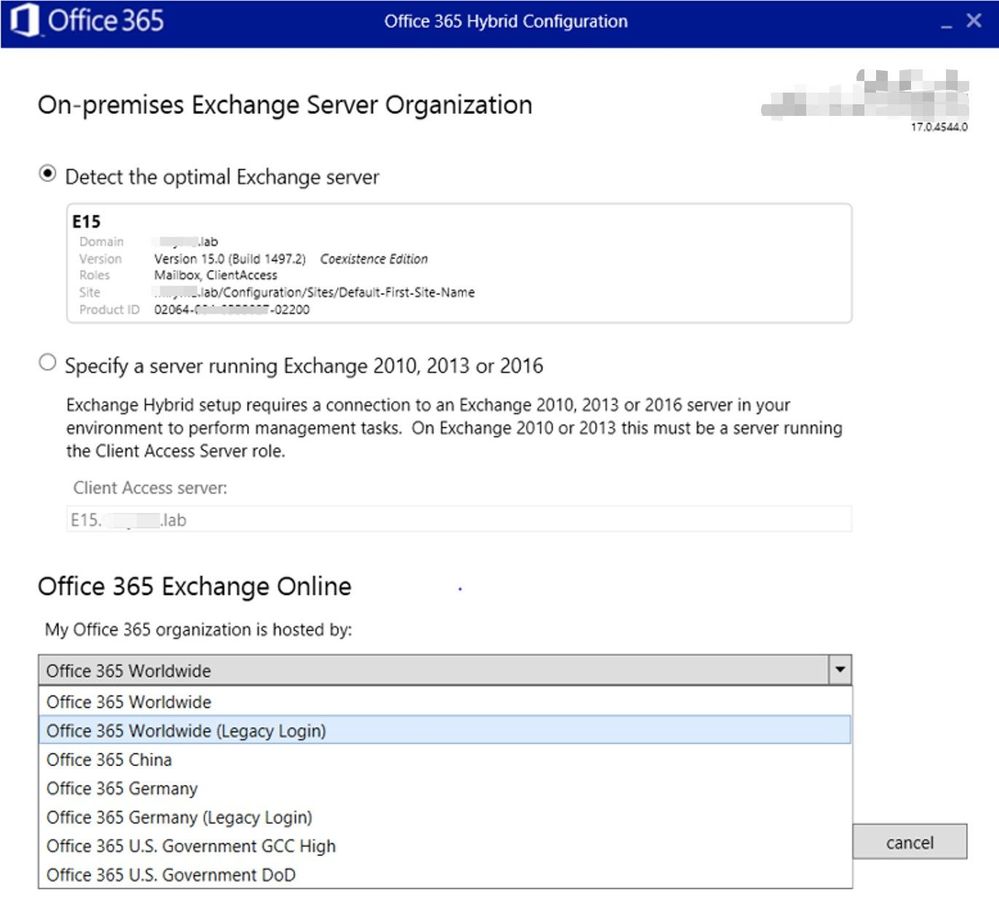 Office 365
Office 365 Hybrid Configuration
On-premises Exchange Server Organization
17.0.4544.0
Detect the optimal Exchange server
E15
Domain .lab
Version Version 15.0 (Build 1497.2) Coexistence Edition
Roles Mailbox, ClientAccess
Site .lab/Configuration/Sites/Default-First-Site-Name
Product ID 02064- -02200
Specify a server running Exchange 2010, 2013 or 2016
Exchange Hybrid setup requires a connection to an Exchange 2010, 2013 or 2016 server in your
environment to perform management tasks. On Exchange 2010 or 2013 this must be a server running
the Client Access Server role.
Client Access server:
E15. .lab
Office 365 Exchange Online
My Office 365 organization is hosted by:
Office 365 Worldwide
Office 365 Worldwide
Office 365 Worldwide (Legacy Login)
Office 365 China
Office 365 Germany
Office 365 Germany (Legacy Login)
Office 365 U.S. Government GCC High
Office 365 U.S. Government DoD
cancel